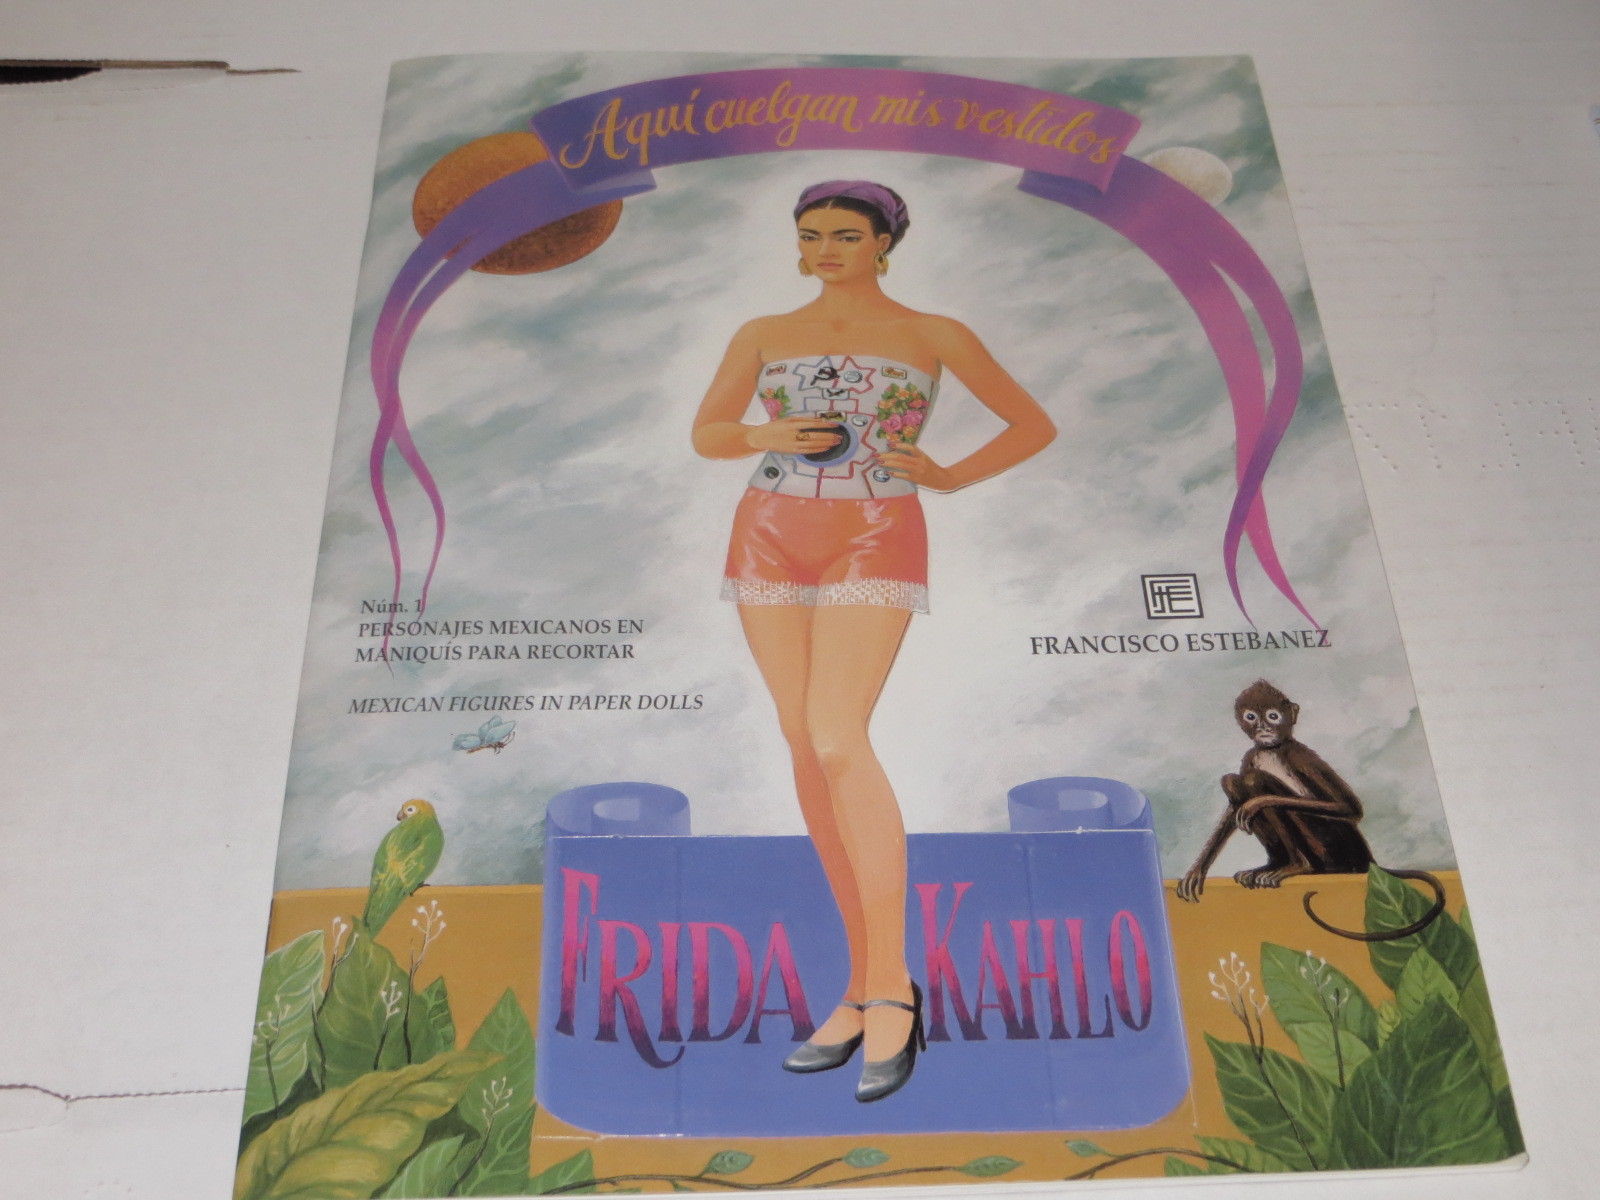 Aquí cuelgan mis vestidos
Núm. 1
PERSONAJES MEXICANOS EN
MANIQUÍS PARA RECORTAR
MEXICAN FIGURES IN PAPER DOLLS
FRANCISCO ESTEBANEZ
FRIDA KAHLO